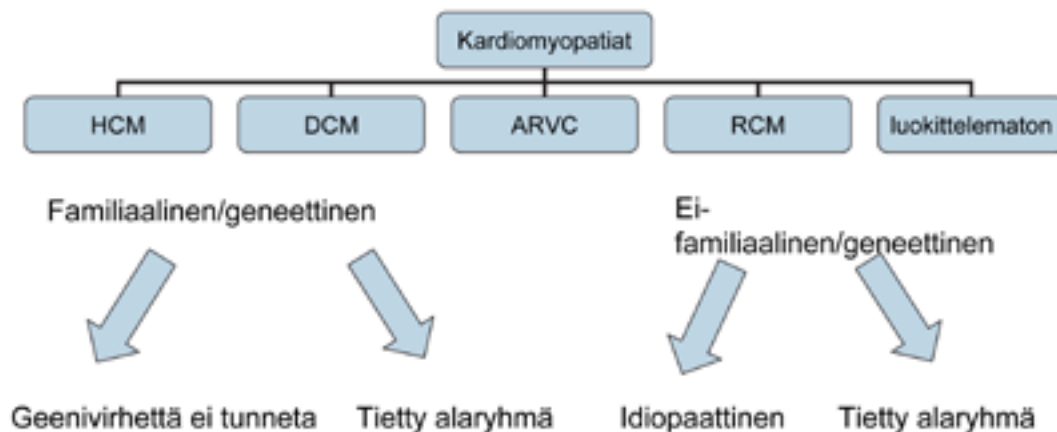 Kardiomyopatiat
HCM
DCM
ARVC
RCM
luokittelematon
Familiaalinen/geneettinen
Ei-
familiaalinen/geneettinen
Geenivirhettä ei tunneta
Tietty alaryhmä
Idiopaattinen
Tietty alaryhmä